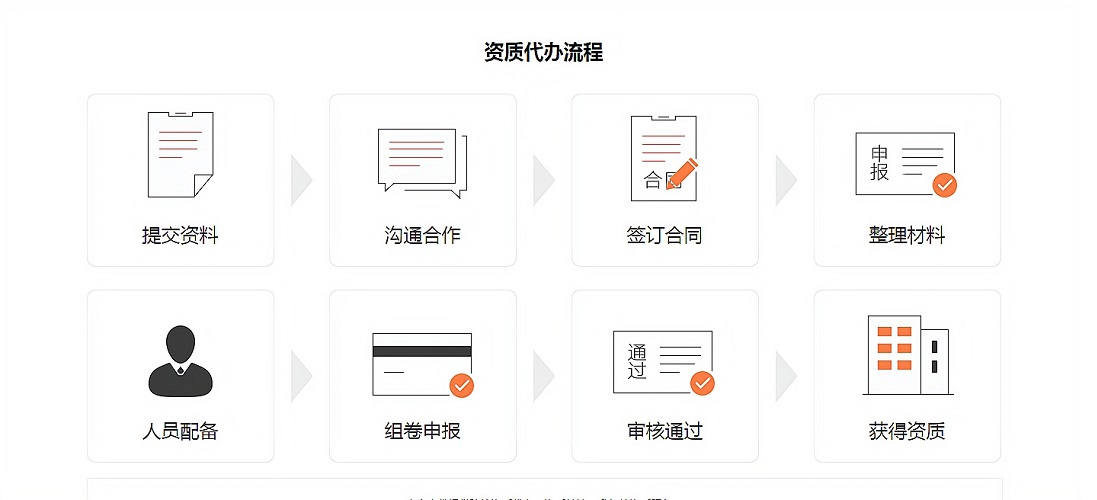 资质代办流程
合同
申报
提交资料
沟通合作
签订合同
整理材料
通过
人员配备
组卷申报
审核通过
获得资质